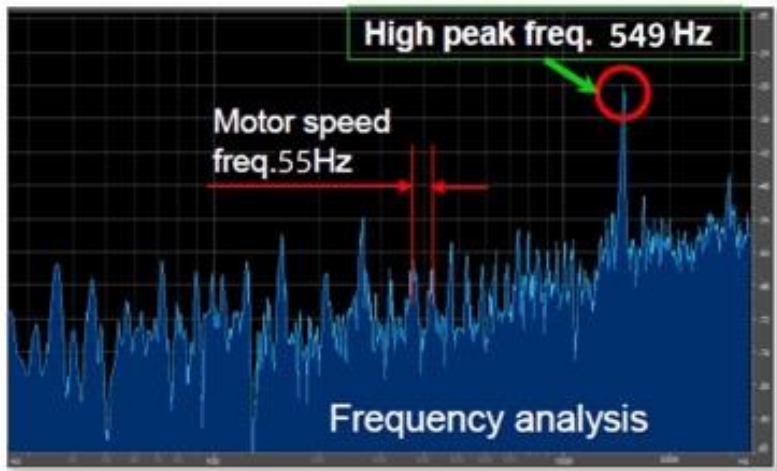 High peak freq. 549 Hz
Motor speed
freq.55Hz
Frequency analysis